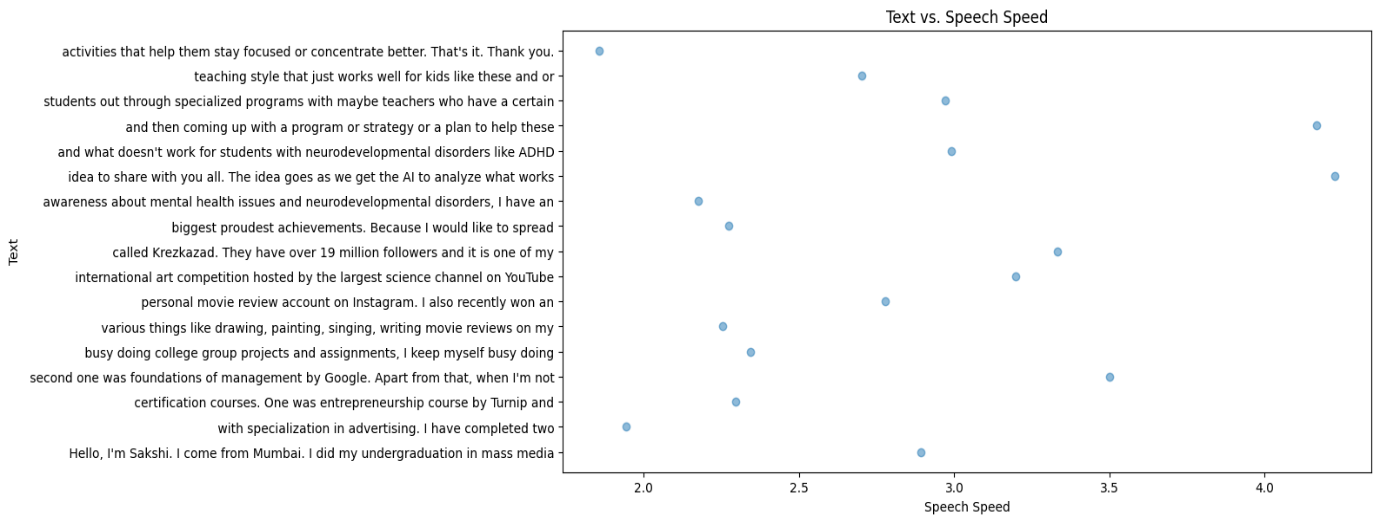 Text vs. Speech Speed
activities that help them stay focused or concentrate better. That's it. Thank you.
teaching style that just works well for kids like these and or
students out through specialized programs with maybe teachers who have a certain
and then coming up with a program or strategy or a plan to help these
and what doesn't work for students with neurodevelopmental disorders like ADHD
idea to share with you all. The idea goes as we get the AI to analyze what works
awareness about mental health issues and neurodevelopmental disorders, I have an
biggest proudest achievements. Because I would like to spread
called Krezkazad. They have over 19 million followers and it is one of my
international art competition hosted by the largest science channel on YouTube
personal movie review account on Instagram. I also recently won an
various things like drawing, painting, singing, writing movie reviews on my
busy doing college group projects and assignments, I keep myself busy doing
second one was foundations of management by Google. Apart from that, when I'm not
certification courses. One was entrepreneurship course by Turnip and
with specialization in advertising. I have completed two
Hello, I'm Sakshi. I come from Mumbai. I did my undergraduation in mass media
Text
2.0 2.5 3.0 3.5 4.0
Speech Speed